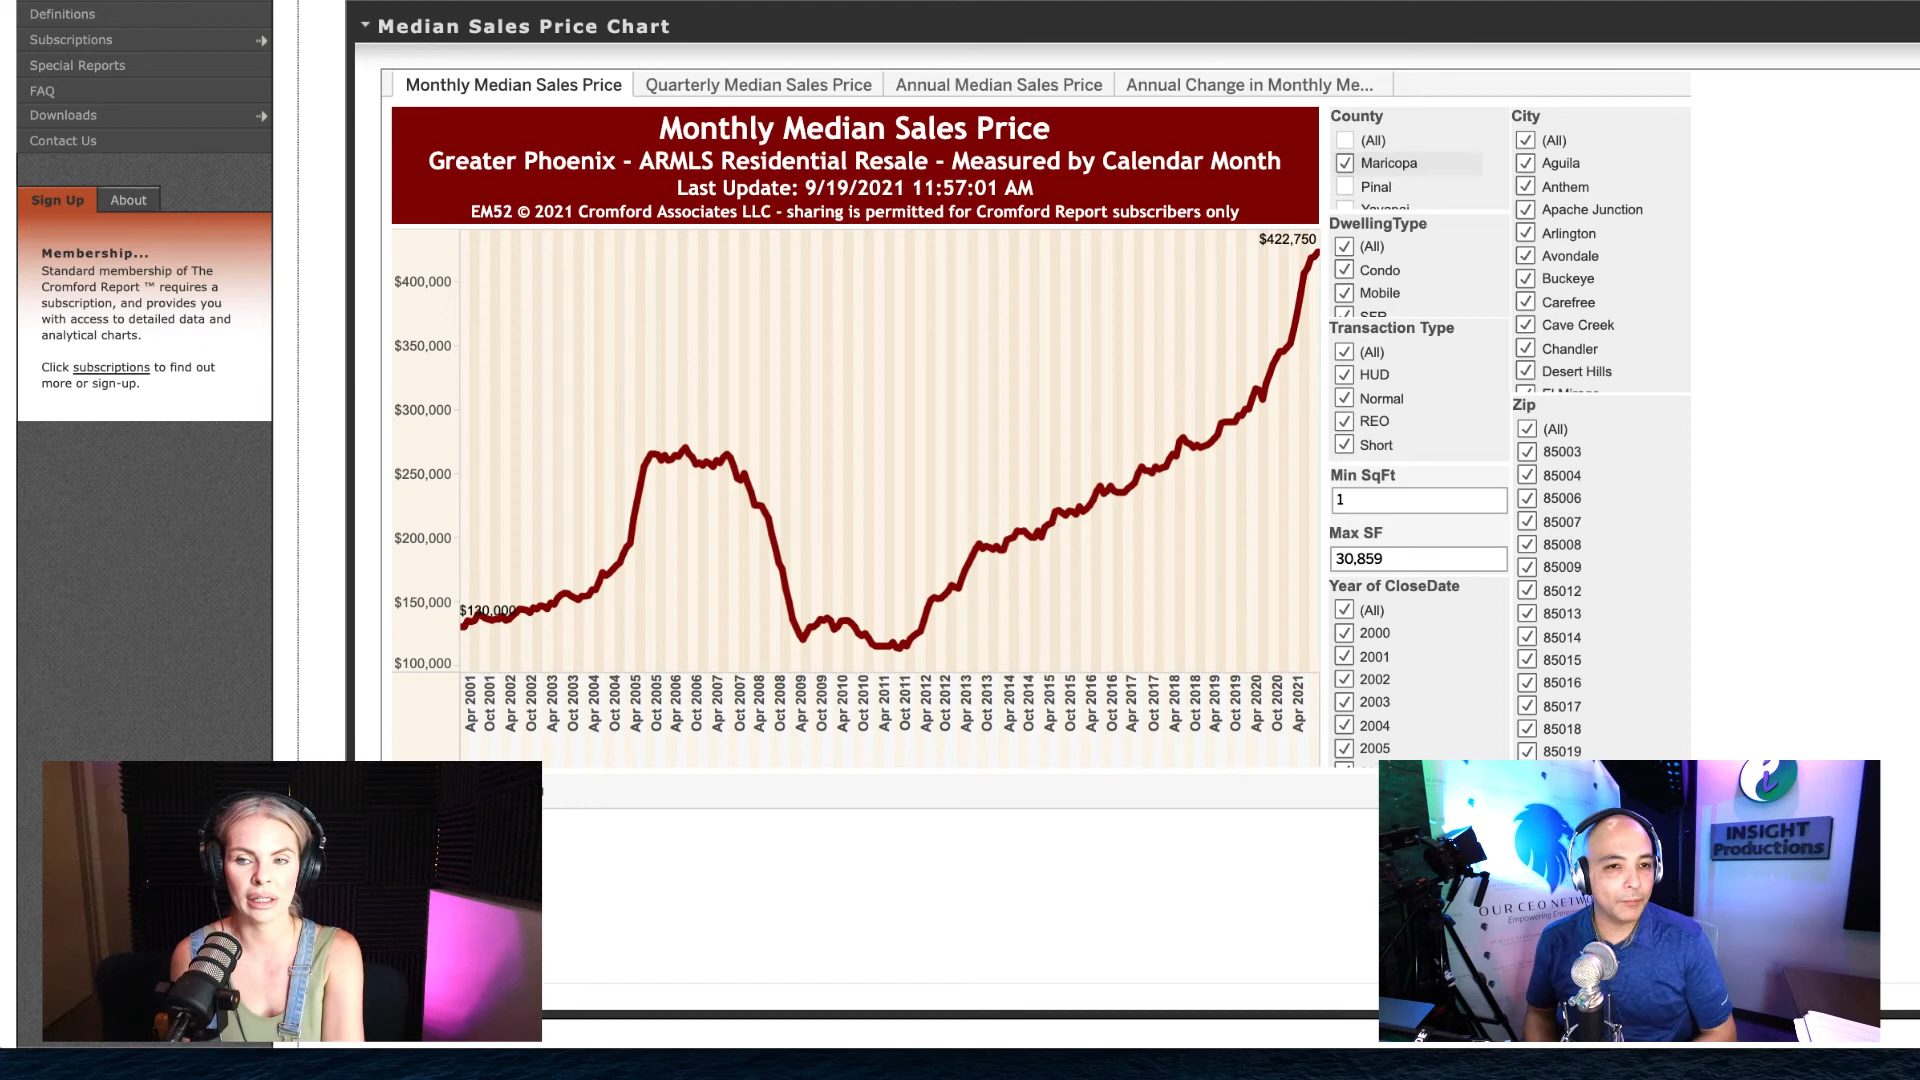 Definitions
Subscriptions
Special Reports
FAQ
Downloads
Contact Us
Sign Up
About
Membership...
Standard membership of The
Cromford Report ™ requires a
subscription, and provides you
with access to detailed data and
analytical charts.
Click subscriptions to find out
more or sign-up.
Median Sales Price Chart
Monthly Median Sales Price
Quarterly Median Sales Price
Annual Median Sales Price
Annual Change in Monthly Me...
Monthly Median Sales Price
Greater Phoenix - ARMLS Residential Resale - Measured by Calendar Month
Last Update: 9/19/2021 11:57:01 AM
EM52 © 2021 Cromford Associates LLC - sharing is permitted for Cromford Report subscribers only
$422,750
$400,000
$350,000
$300,000
$250,000
$200,000
$150,000
$130,000
$100,000
Apr 2001
Oct 2001
Apr 2002
Oct 2002
Apr 2003
Oct 2003
Apr 2004
Oct 2004
Apr 2005
Oct 2005
Apr 2006
Oct 2006
Apr 2007
Oct 2007
Apr 2008
Oct 2008
Apr 2009
Oct 2009
Apr 2010
Oct 2010
Apr 2011
Oct 2011
Apr 2012
Oct 2012
Apr 2013
Oct 2013
Apr 2014
Oct 2014
Apr 2015
Oct 2015
Apr 2016
Oct 2016
Apr 2017
Oct 2017
Apr 2018
Oct 2018
Apr 2019
Oct 2019
Apr 2020
Oct 2020
Apr 2021
County
(All)
Maricopa
Pinal
Yavapai
DwellingType
(All)
Condo
Mobile
SFR
Transaction Type
(All)
HUD
Normal
REO
Short
Min SqFt
1
Max SF
30,859
Year of CloseDate
(All)
2000
2001
2002
2003
2004
2005
City
(All)
Aguila
Anthem
Apache Junction
Arlington
Avondale
Buckeye
Carefree
Cave Creek
Chandler
Desert Hills
El Mirage
Zip
(All)
85003
85004
85006
85007
85008
85009
85012
85013
85014
85015
85016
85017
85018
85019
INSIGHT
Productions
OUR CEO NETWO
Empowering